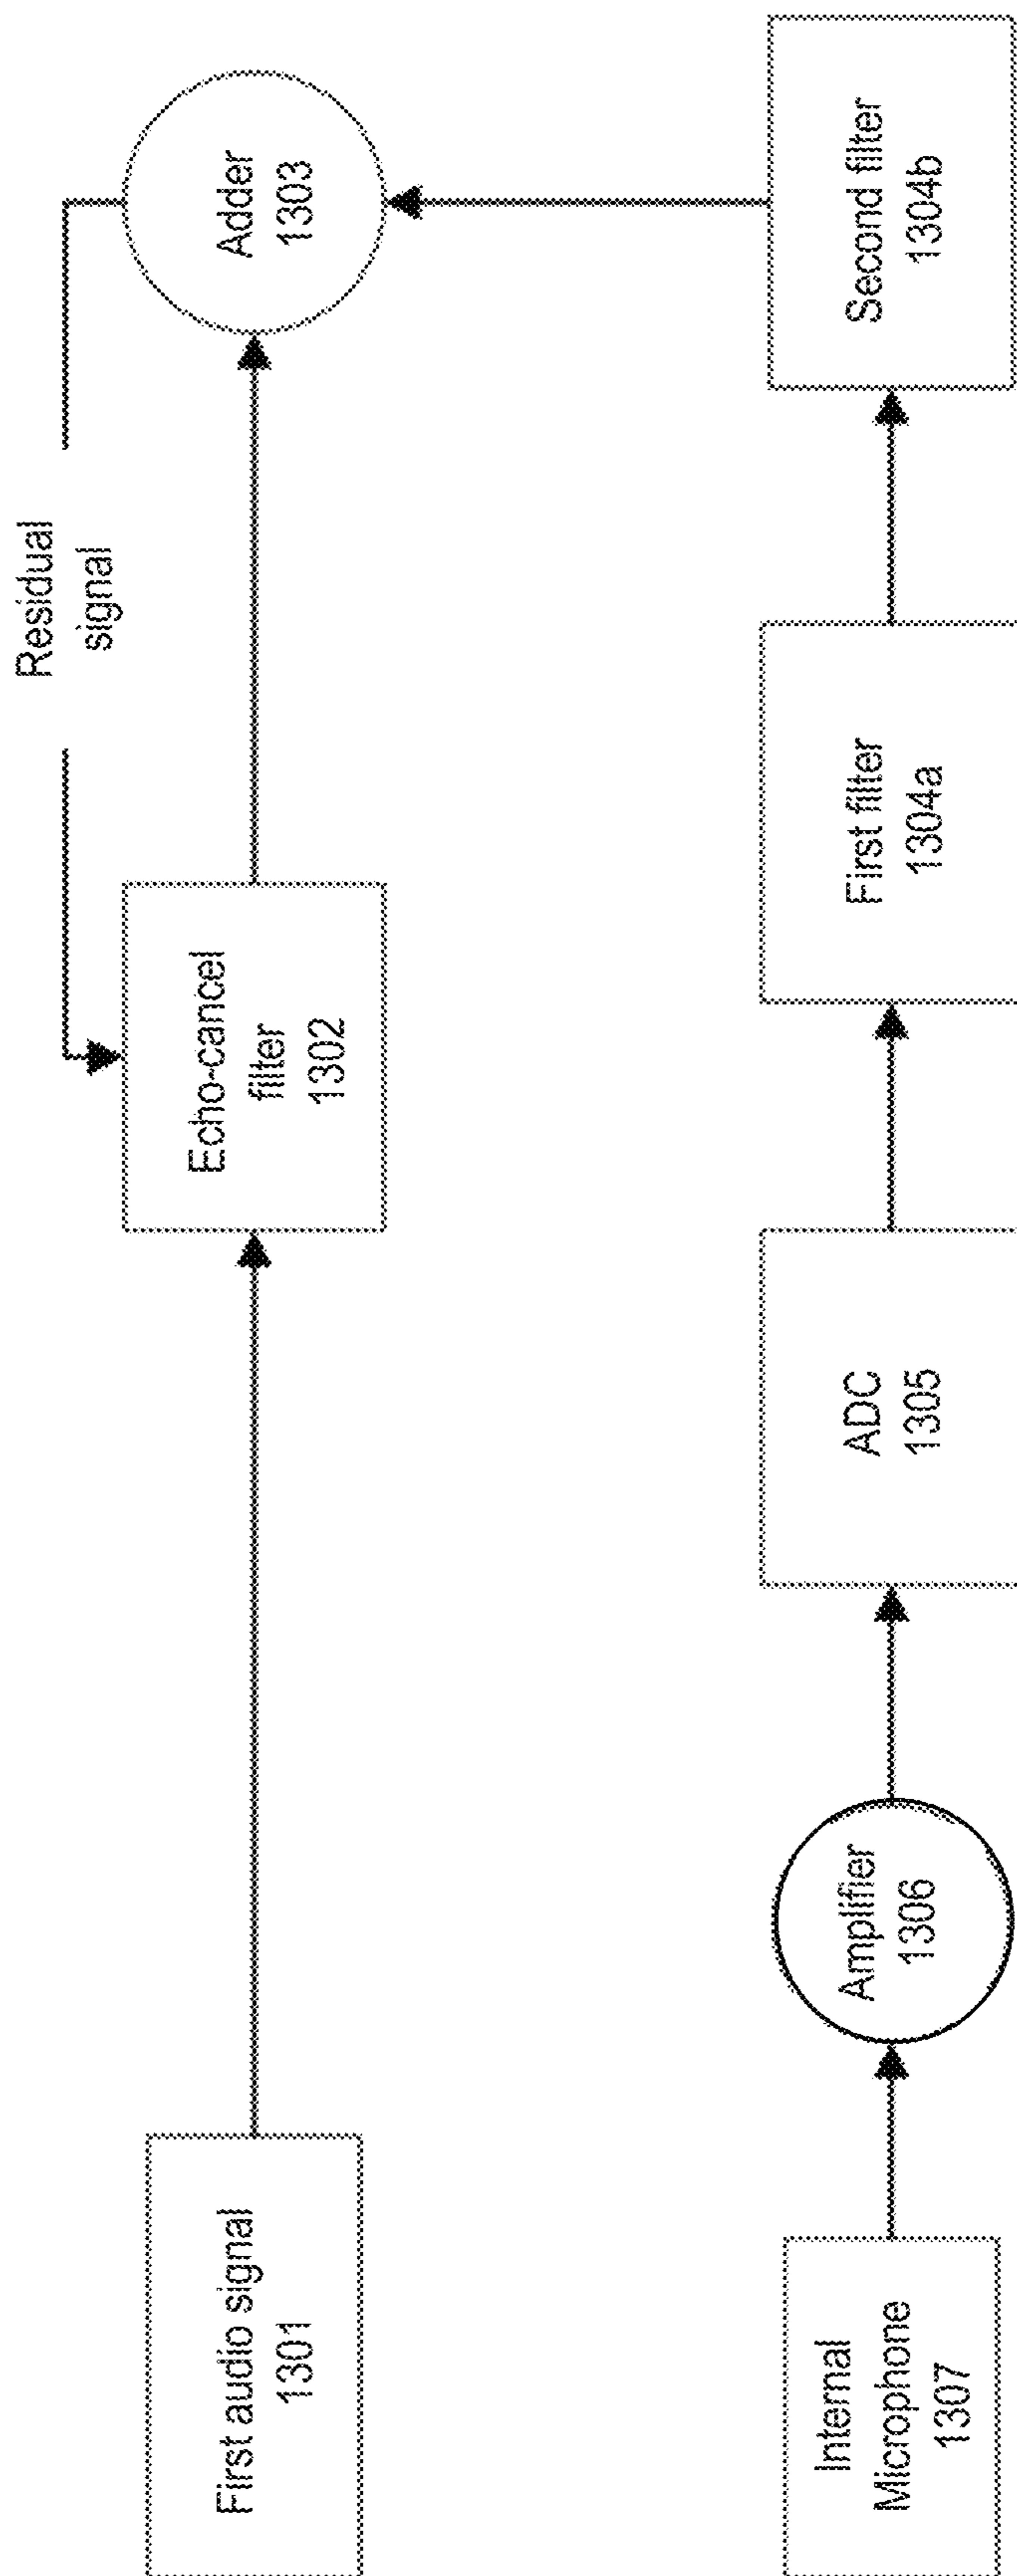 Residual
signal
First audio signal
1301
Echo-cancel
filter
1302
Adder
1303
Internal
Microphone
1307
Amplifier
1306
ADC
1305
First filter
1304a
Second filter
1304b